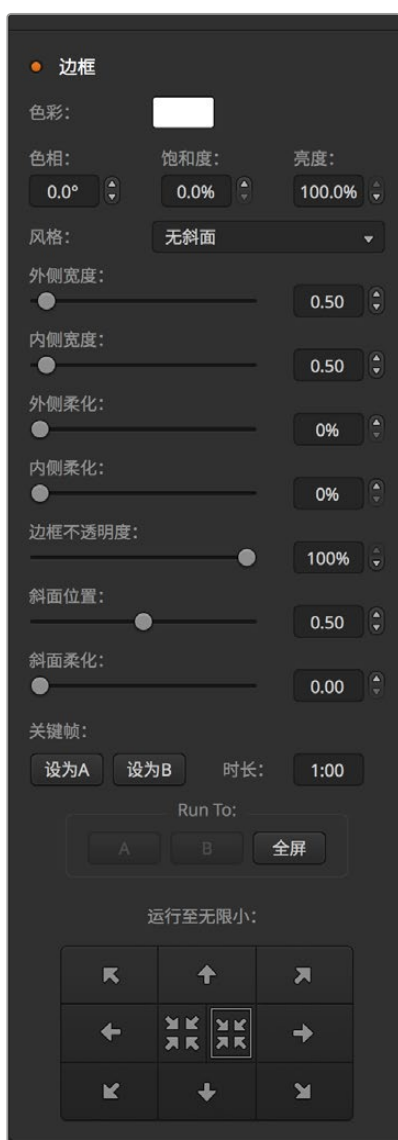 边框
色彩：
色相： 饱和度： 亮度：
0.0° 0.0% 100.0%
风格： 无斜面
外侧宽度：
0.50
内侧宽度：
0.50
外侧柔化：
0%
内侧柔化：
0%
边框不透明度：
100%
斜面位置：
0.50
斜面柔化：
0.00
关键帧：
设为A 设为B 时长： 1:00
Run To:
A B 全屏
运行至无限小：